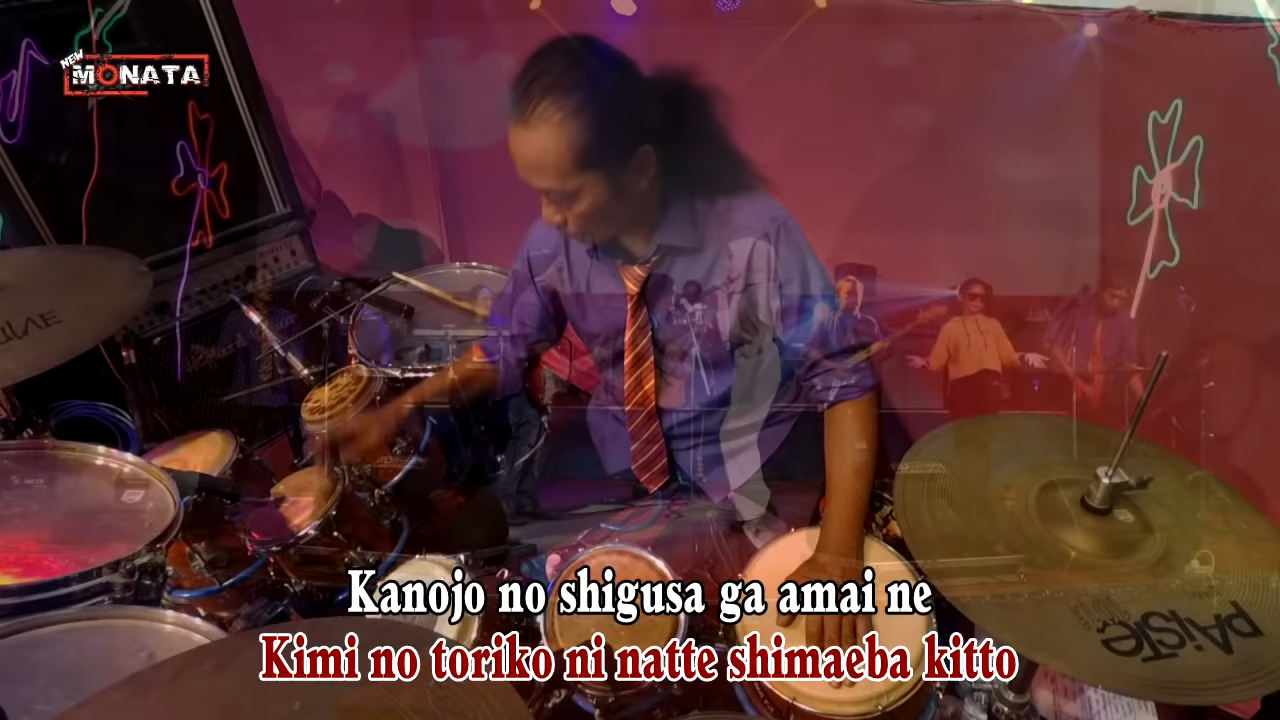 NEW
MONATA
Kanojo no shigusa ga amai ne
Kimi no toriko ni natte shimaeba kitto
PAiSTe